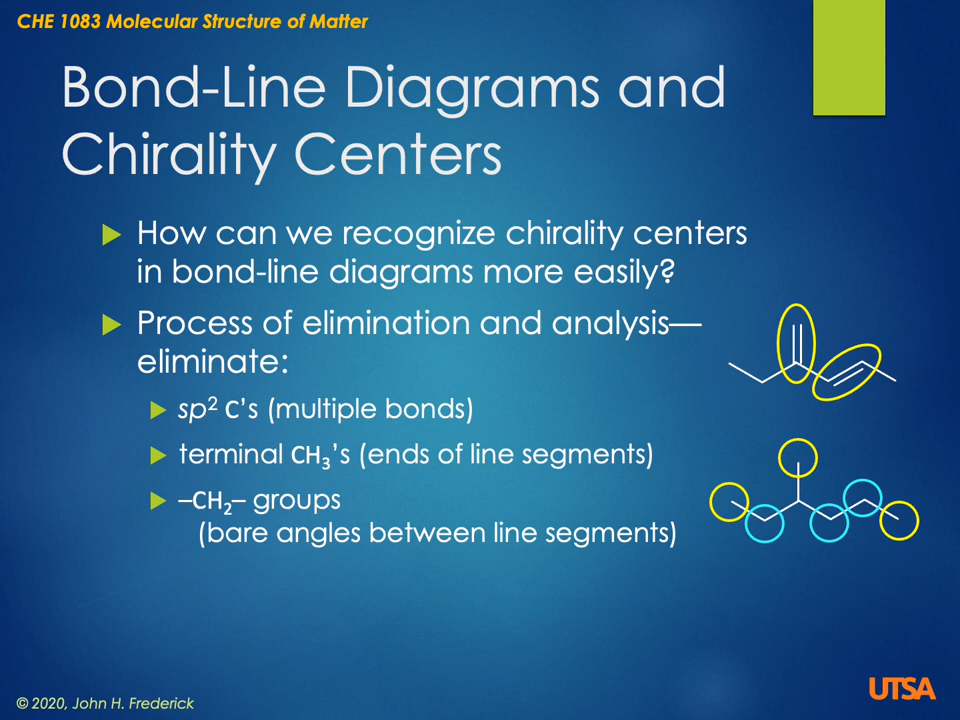 CHE 1083 Molecular Structure of Matter
Bond-Line Diagrams and
Chirality Centers
How can we recognize chirality centers
in bond-line diagrams more easily?
Process of elimination and analysis—
eliminate:
sp² C's (multiple bonds)
terminal CH₃'s (ends of line segments)
–CH₂– groups
(bare angles between line segments)
© 2020, John H. Frederick
UTSA